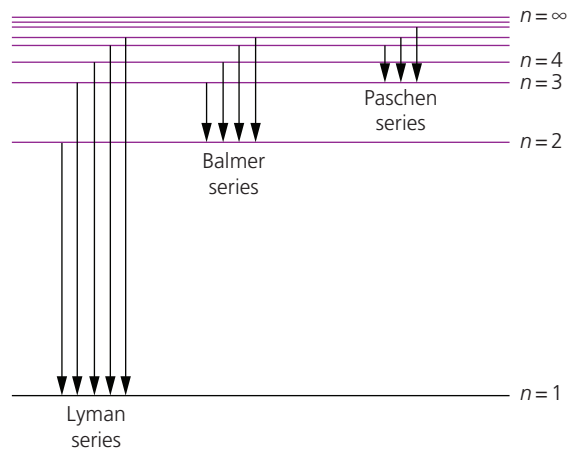 n = ∞
n = 4
n = 3
Paschen
series
n = 2
Balmer
series
n = 1
Lyman
series